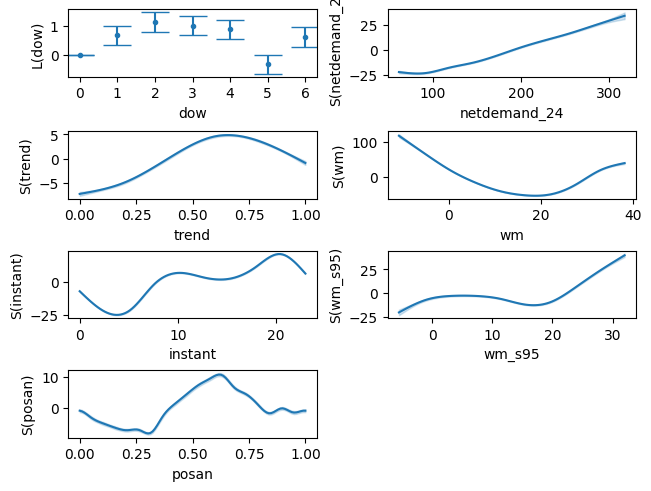 L(dow)
1
0
0 1 2 3 4 5 6
dow
S(netdemand_2
25
0
−25
100 200 300
netdemand_24
S(trend)
5
0
−5
0.00 0.25 0.50 0.75 1.00
trend
S(wm)
100
0
0 20 40
wm
S(instant)
0
−25
0 10 20
instant
S(wm_s95)
25
0
−25
0 10 20 30
wm_s95
S(posan)
10
0
0.00 0.25 0.50 0.75 1.00
posan